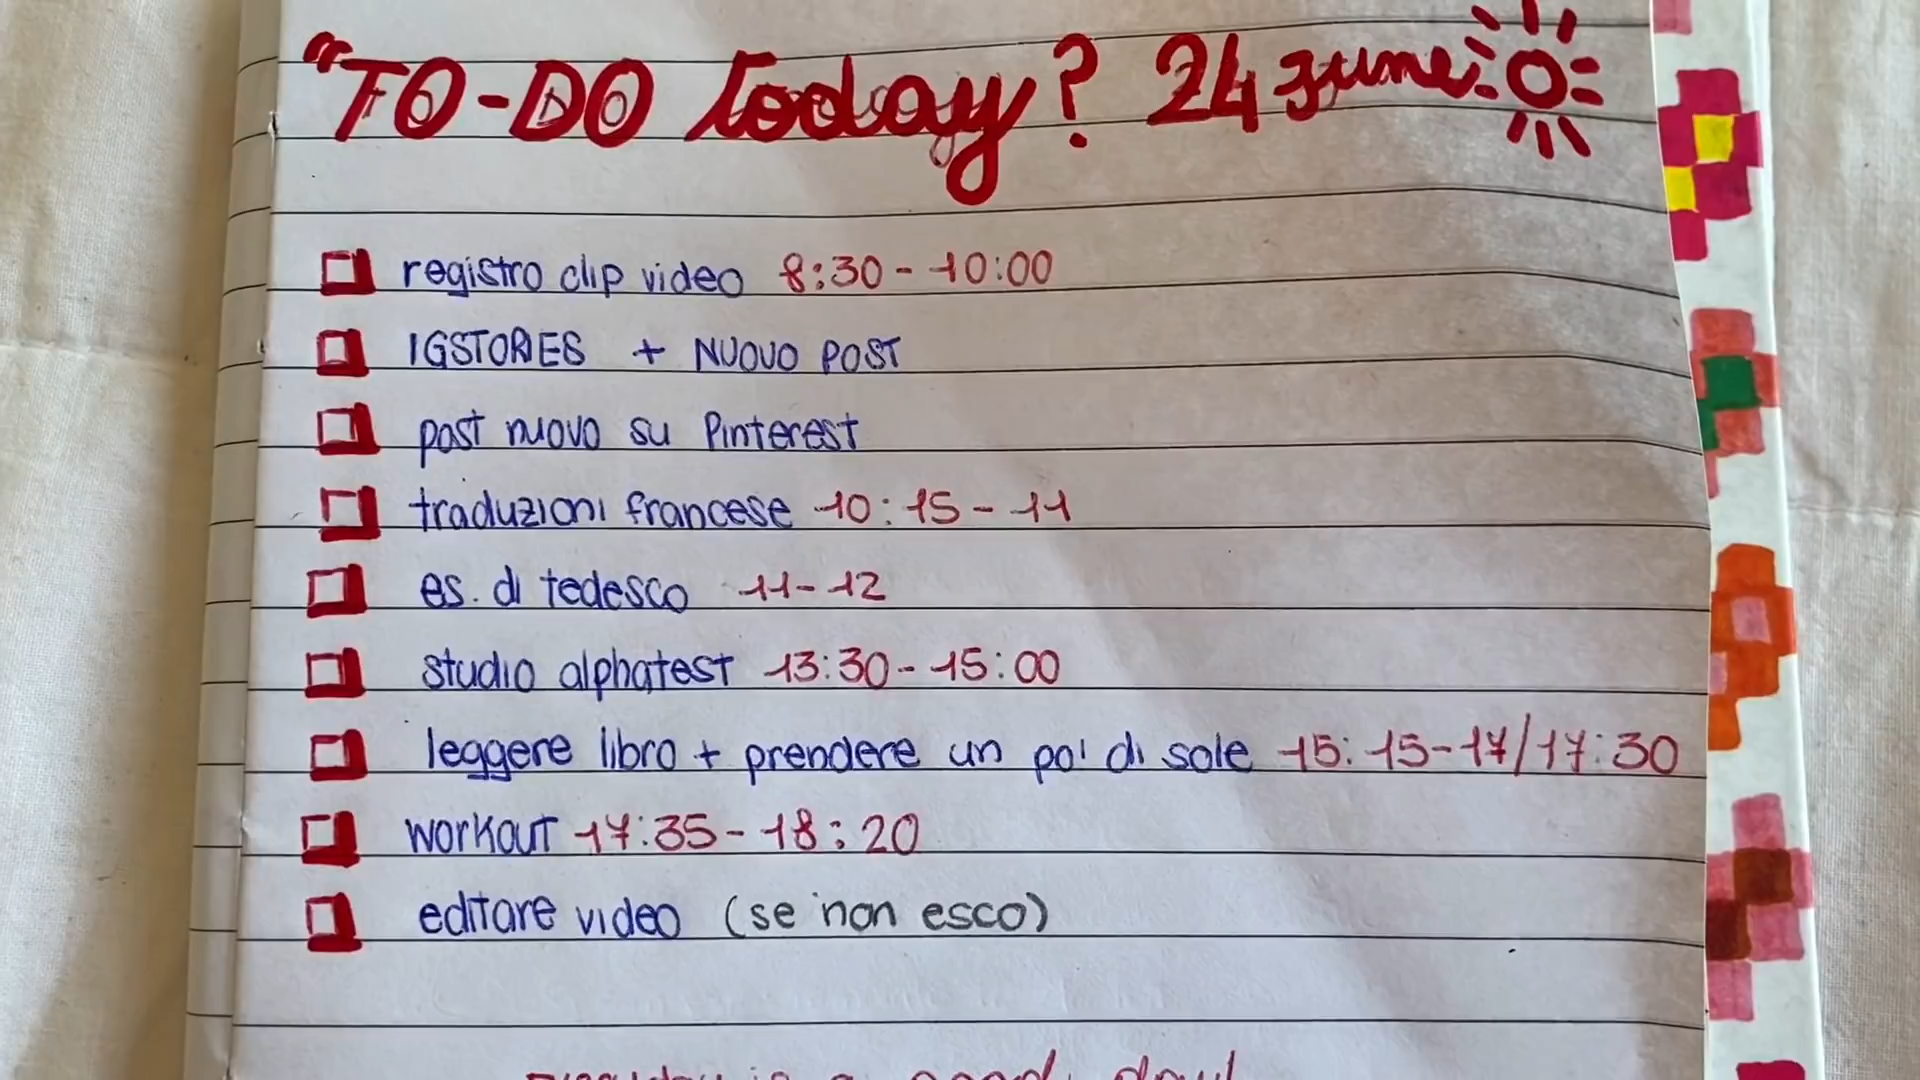 "TO-DO today? 24 June
registro clip video 8:30 - 10:00
IGSTORIES + NUOVO POST
post nuovo su Pinterest
traduzioni francese 10:15 - 11
es. di tedesco 11-12
studio alphatest 13:30 - 15:00
leggere libro + prendere un po' di sole 15:15-17/17:30
workout 17:35 - 18:20
editare video (se non esco)
is a good day!